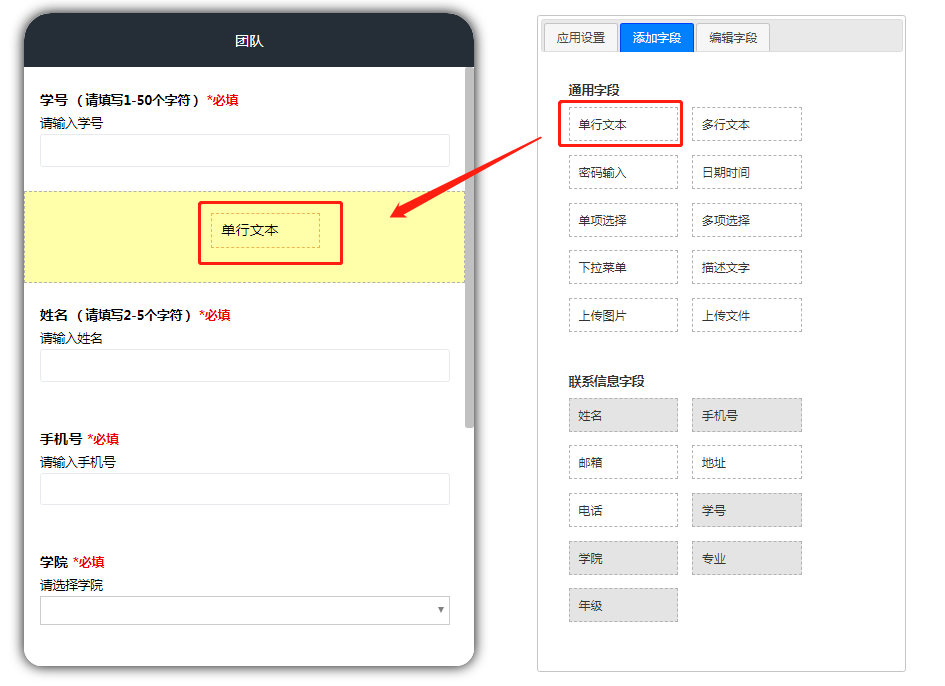 团队
学号 （ 请填写1-50个字符 ） *必填
请输入学号
单行文本
姓名 （ 请填写2-5个字符 ） *必填
请输入姓名
手机号 *必填
请输入手机号
学院 *必填
请选择学院
应用设置 添加字段 编辑字段
通用字段
单行文本 多行文本
密码输入 日期时间
单项选择 多项选择
下拉菜单 描述文字
上传图片 上传文件
联系信息字段
姓名 手机号
邮箱 地址
电话 学号
学院 专业
年级